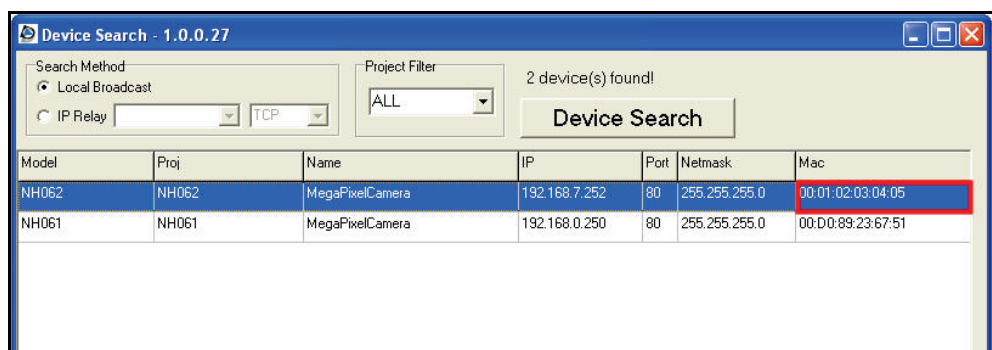 Device Search - 1.0.0.27
Search Method
Local Broadcast
IP Relay TCP
Project Filter
ALL
2 device(s) found!
Device Search
Model Proj Name IP Port Netmask Mac
NH062 NH062 MegaPixelCamera 192.168.7.252 80 255.255.255.0 00:01:02:03:04:05
NH061 NH061 MegaPixelCamera 192.168.0.250 80 255.255.255.0 00:D0:89:23:67:51